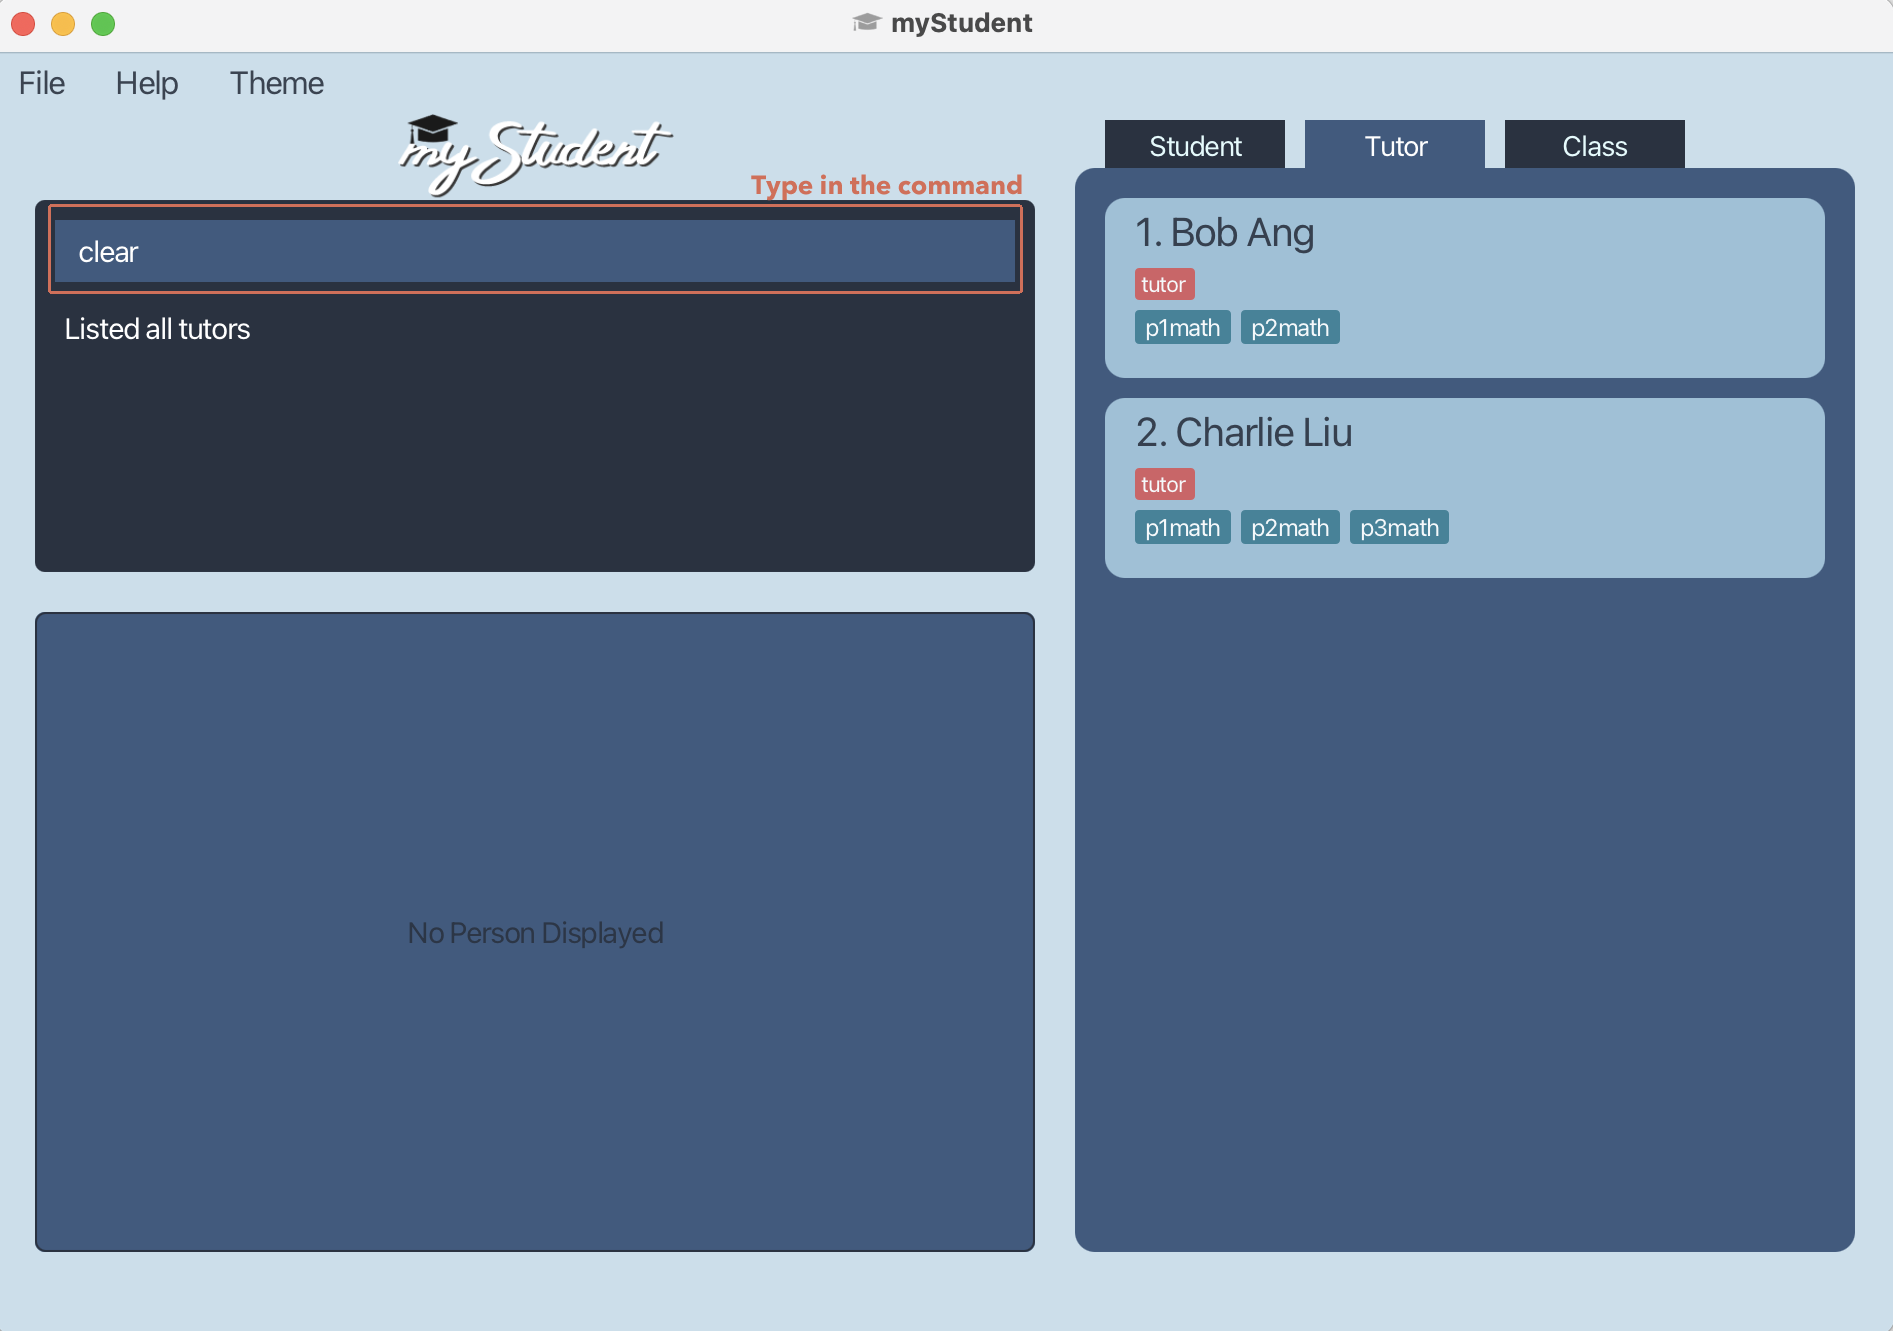 myStudent
File Help Theme
myStudent
Type in the command
clear
Listed all tutors
No Person Displayed
Student Tutor Class
1. Bob Ang
tutor
p1math p2math
2. Charlie Liu
tutor
p1math p2math p3math